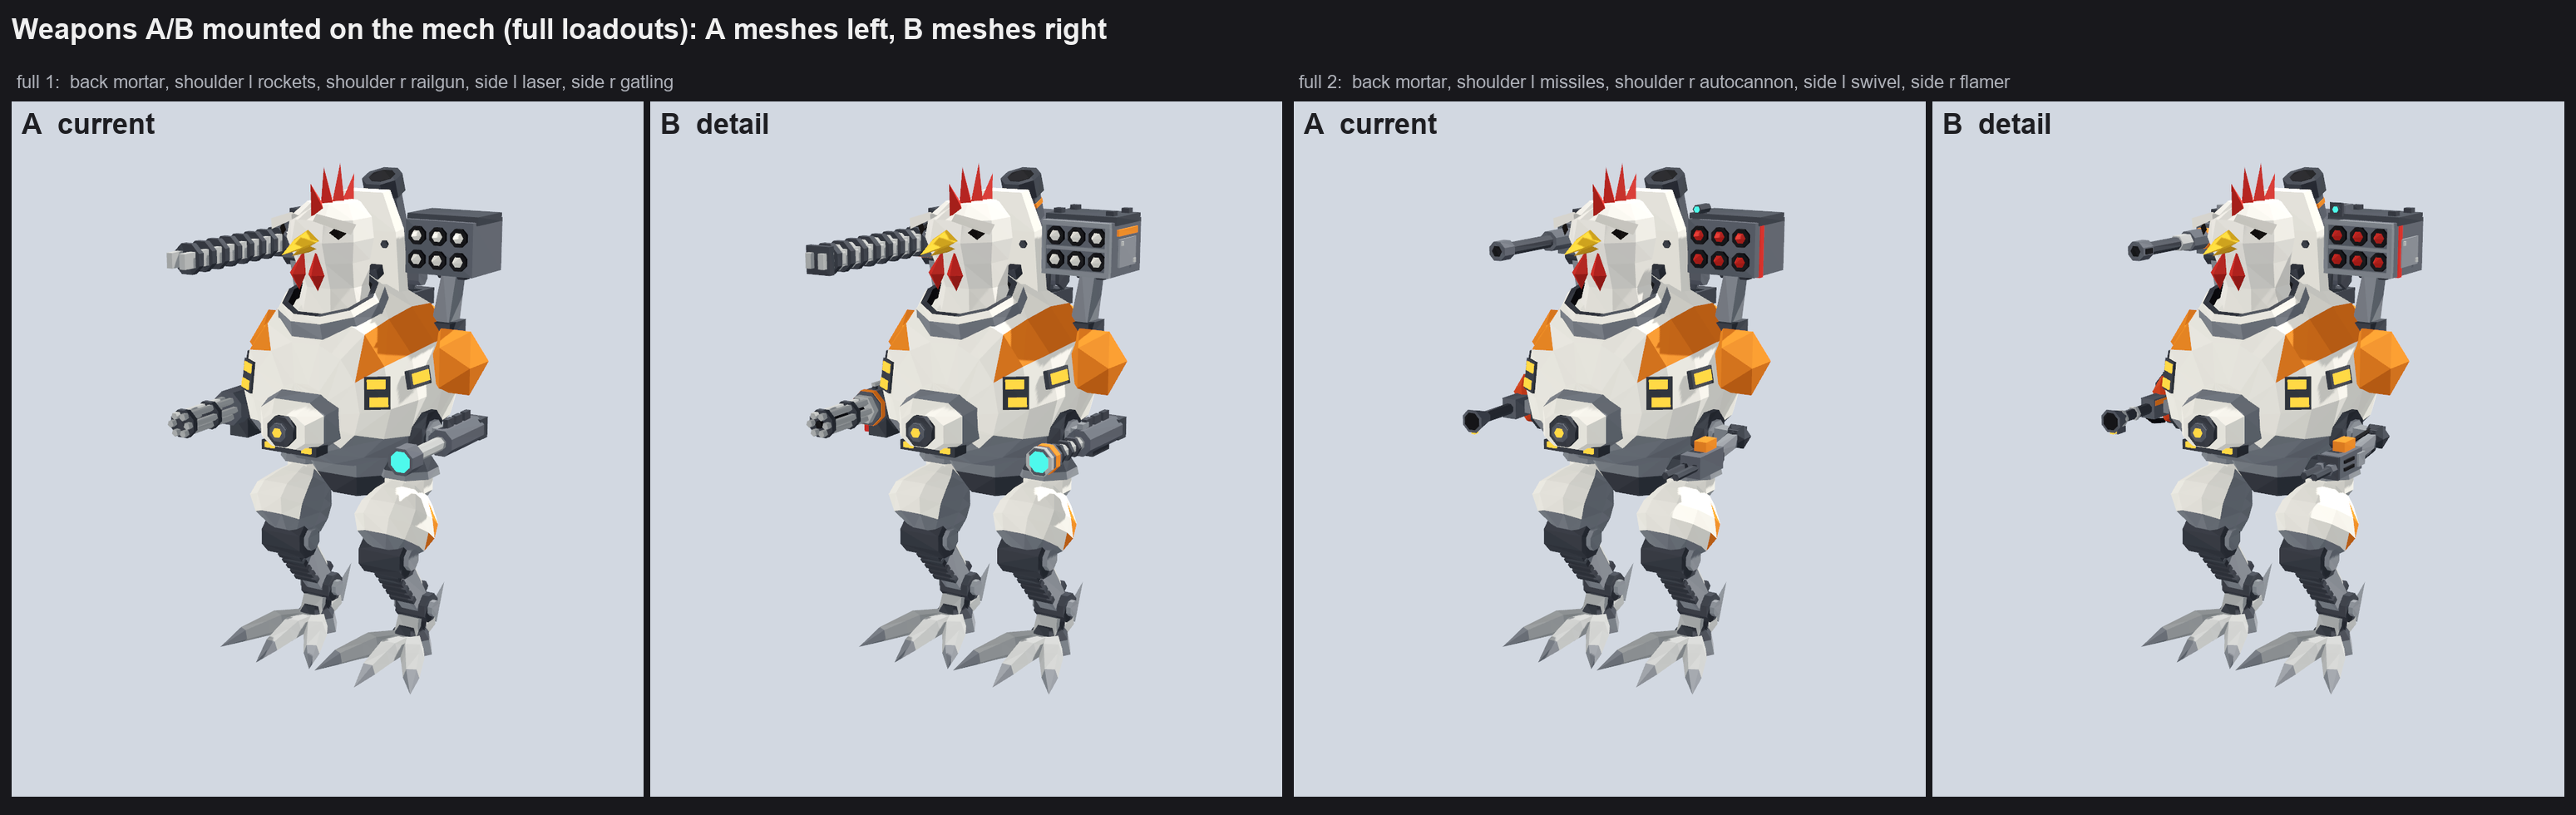 Weapons A/B mounted on the mech (full loadouts): A meshes left, B meshes right
full 1:  back mortar, shoulder l rockets, shoulder r railgun, side l laser, side r gatling
full 2:  back mortar, shoulder l missiles, shoulder r autocannon, side l swivel, side r flamer
A  current
B  detail
A  current
B  detail